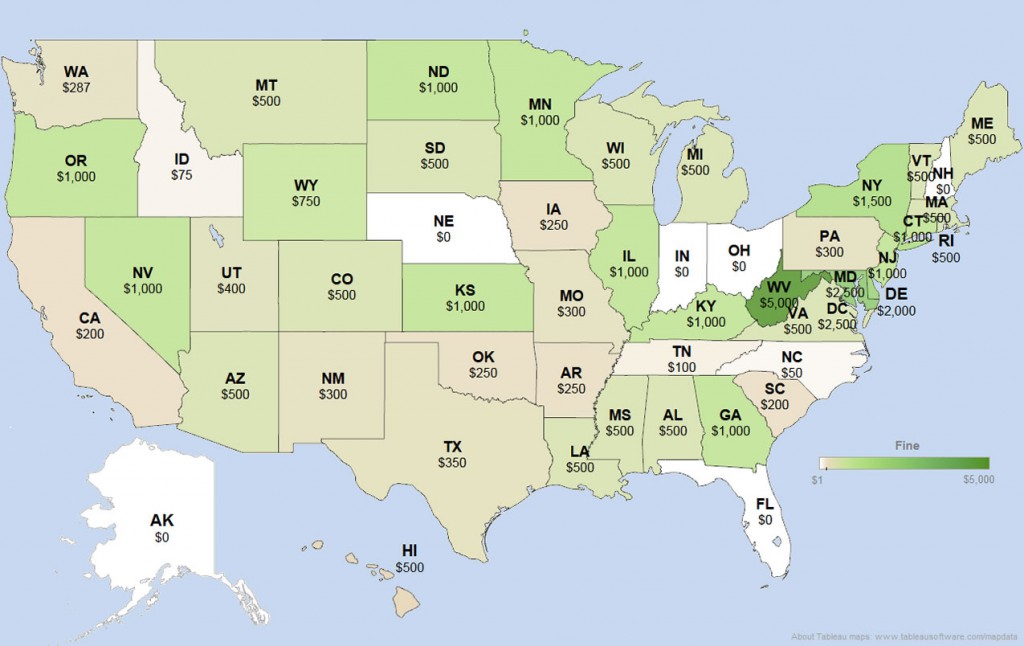 WA
$287
MT
$500
ND
$1,000
MN
$1,000
ME
$500
OR
$1,000
ID
$75
SD
$500
WI
$500
MI
$500
VT
$500
NH
$0
WY
$750
NY
$1,500
MA
$500
IA
$250
NE
$0
CT
$1,000
RI
$500
PA
$300
IL
$1,000
IN
$0
OH
$0
NJ
$1,000
NV
$1,000
UT
$400
CO
$500
KS
$1,000
MO
$300
WV
$5,000
MD
$2,500
DE
$2,000
KY
$1,000
VA
$500
DC
$2,500
CA
$200
TN
$100
NC
$50
AZ
$500
NM
$300
OK
$250
AR
$250
SC
$200
MS
$500
AL
$500
GA
$1,000
TX
$350
LA
$500
Fine
$1
$5,000
FL
$0
AK
$0
HI
$500
About Tableau maps: www.tableausoftware.com/mapdata